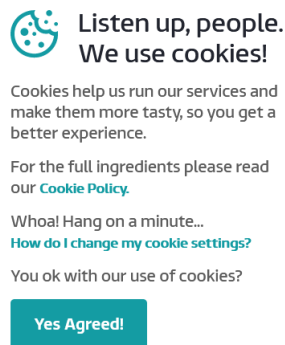 Listen up, people.
We use cookies!
Cookies help us run our services and
make them more tasty, so you get a
better experience.
For the full ingredients please read
our Cookie Policy.
Whoa! Hang on a minute...
How do I change my cookie settings?
You ok with our use of cookies?
Yes Agreed!